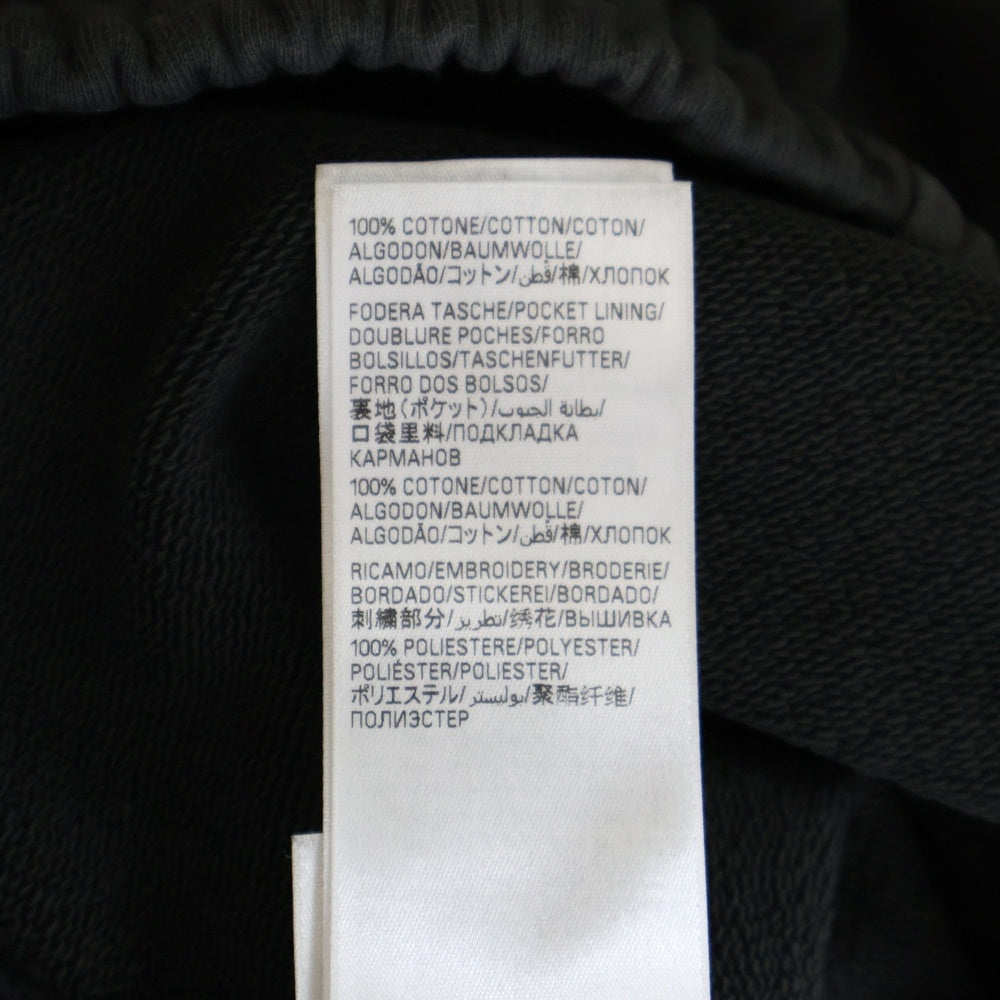 100% COTONE/COTTON/COTON/
ALGODON/BAUMWOLLE/
ALGODÃO/コットン/قُطن/棉/ХЛОПОК
FODERA TASCHE/POCKET LINING/
DOUBLURE POCHES/FORRO
BOLSILLOS/TASCHENFUTTER/
FORRO DOS BOLSOS/
裏地(ポケット)/بطانة الجيوب/
口袋里料/ПОДКЛАДКА
КАРМАНОВ
100% COTONE/COTTON/COTON/
ALGODON/BAUMWOLLE/
ALGODÃO/コットン/قُطن/棉/ХЛОПОК
RICAMO/EMBROIDERY/BRODERIE/
BORDADO/STICKEREI/BORDADO/
刺繍部分/تطريز/绣花/ВЫШИВКА
100% POLIESTERE/POLYESTER/
POLIÉSTER/POLIESTER/
ポリエステル/بوليستر/聚酯纤维/
ПОЛИЭСТЕР